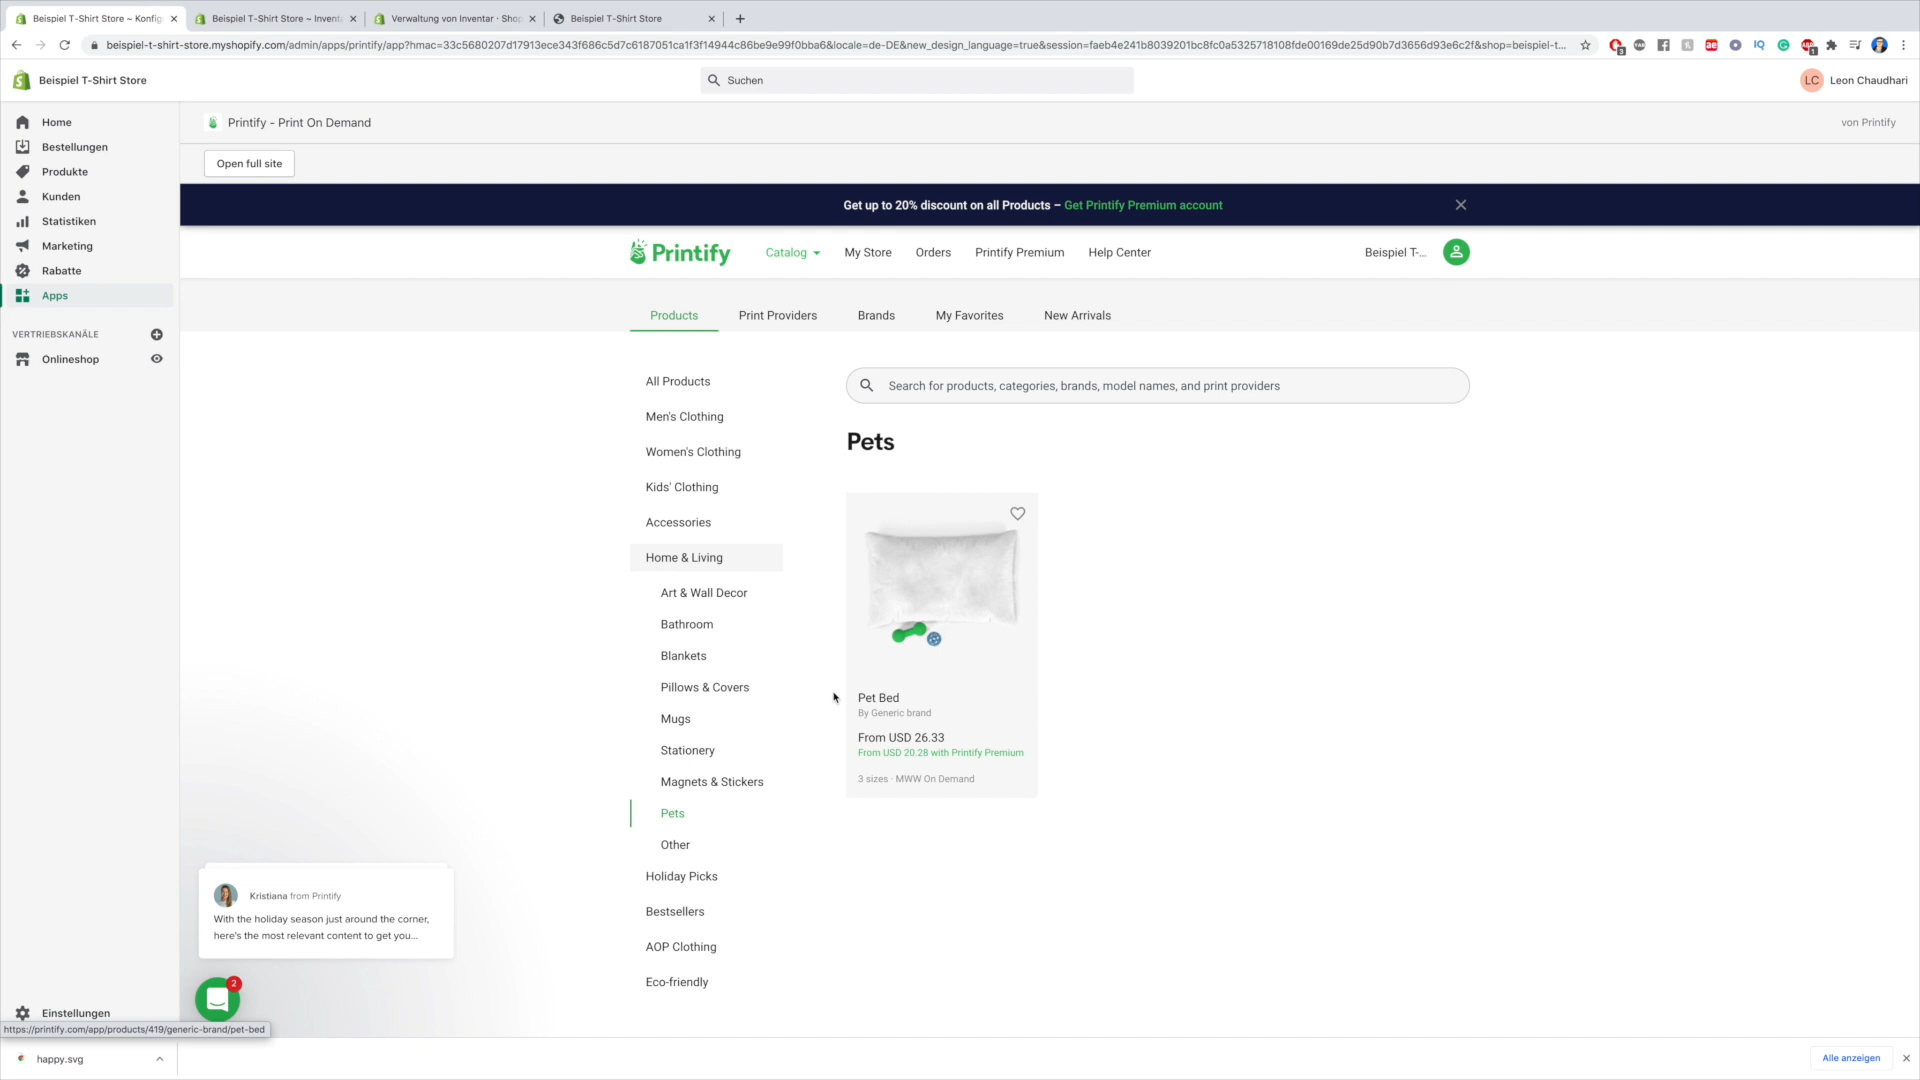 Beispiel T-Shirt Store ~ Konfig
Beispiel T-Shirt Store ~ Invent
Verwaltung von Inventar · Shop
Beispiel T-Shirt Store
beispiel-t-shirt-store.myshopify.com/admin/apps/printify/app?hmac=33c5680207d17913ece343f686c5d7c6187051ca1f3f14944c86be9e99f0bba6&locale=de-DE&new_design_language=true&session=faeb4e241b8039201bc8fc0a5325718108fde00169de25d90b7d3656d93e6c2f&shop=beispiel-t...
Beispiel T-Shirt Store
Suchen
LC
Leon Chaudhari
Home
Bestellungen
Produkte
Kunden
Statistiken
Marketing
Rabatte
Apps
VERTRIEBSKANÄLE
Onlineshop
Einstellungen
Printify - Print On Demand
von Printify
Open full site
Get up to 20% discount on all Products – Get Printify Premium account
Printify
Catalog
My Store
Orders
Printify Premium
Help Center
Beispiel T-...
Products
Print Providers
Brands
My Favorites
New Arrivals
All Products
Men's Clothing
Women's Clothing
Kids' Clothing
Accessories
Home & Living
Art & Wall Decor
Bathroom
Blankets
Pillows & Covers
Mugs
Stationery
Magnets & Stickers
Pets
Other
Holiday Picks
Bestsellers
AOP Clothing
Eco-friendly
Search for products, categories, brands, model names, and print providers
Pets
Pet Bed
By Generic brand
From USD 26.33
From USD 20.28 with Printify Premium
3 sizes · MWW On Demand
Kristiana from Printify
With the holiday season just around the corner,
here's the most relevant content to get you...
2
https://printify.com/app/products/419/generic-brand/pet-bed
happy.svg
Alle anzeigen